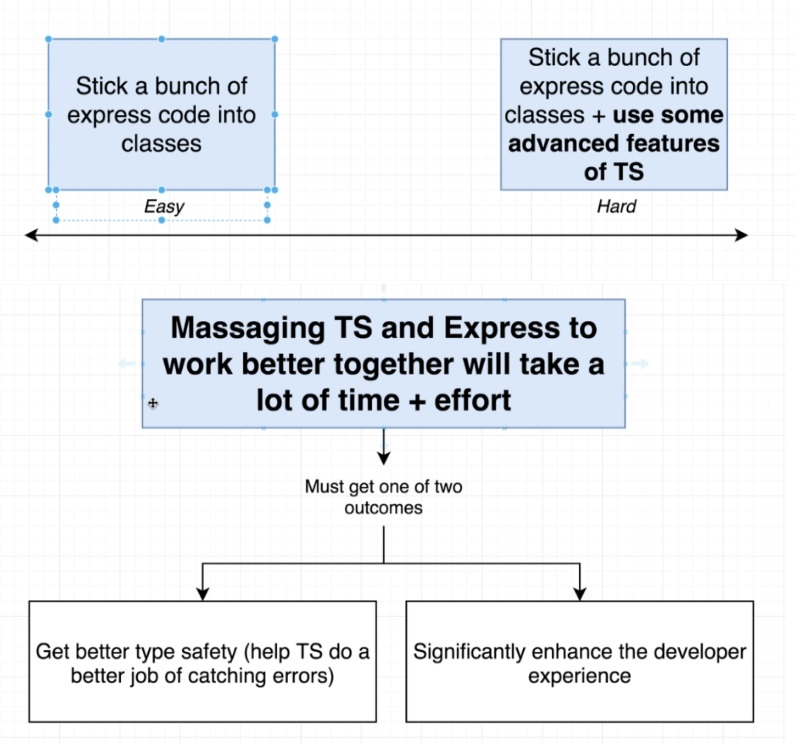 Stick a bunch of
express code into
classes
Easy
Stick a bunch of
express code into
classes + use some
advanced features
of TS
Hard
Massaging TS and Express to
work better together will take a
lot of time + effort
Must get one of two
outcomes
Get better type safety (help TS do a
better job of catching errors)
Significantly enhance the developer
experience